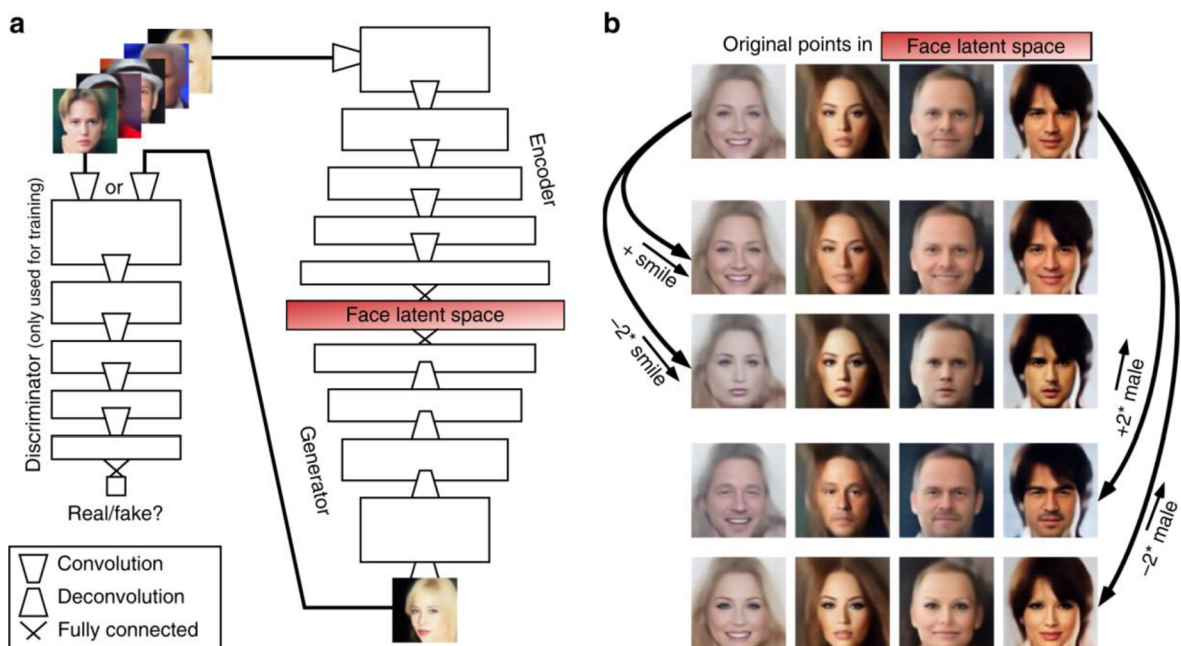 a
or
Discriminator (only used for training)
Real/fake?
Convolution
Deconvolution
Fully connected
Encoder
Face latent space
Generator
b
Original points in Face latent space
+ smile
−2* smile
+2* male
−2* male